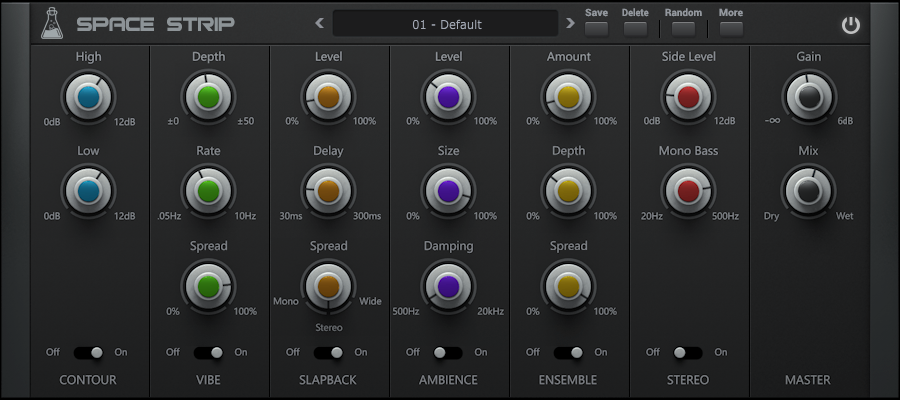 SPACE STRIP
01 - Default
Save Delete Random More
High
0dB 12dB
Low
0dB 12dB
Off On
CONTOUR
Depth
±0 ±50
Rate
.05Hz 10Hz
Spread
0% 100%
Off On
VIBE
Level
0% 100%
Delay
30ms 300ms
Spread
Mono Wide
Stereo
Off On
SLAPBACK
Level
0% 100%
Size
0% 100%
Damping
500Hz 20kHz
Off On
AMBIENCE
Amount
0% 100%
Depth
0% 100%
Spread
0% 100%
Off On
ENSEMBLE
Side Level
0dB 12dB
Mono Bass
20Hz 500Hz
Off On
STEREO
Gain
-∞ 6dB
Mix
Dry Wet
MASTER